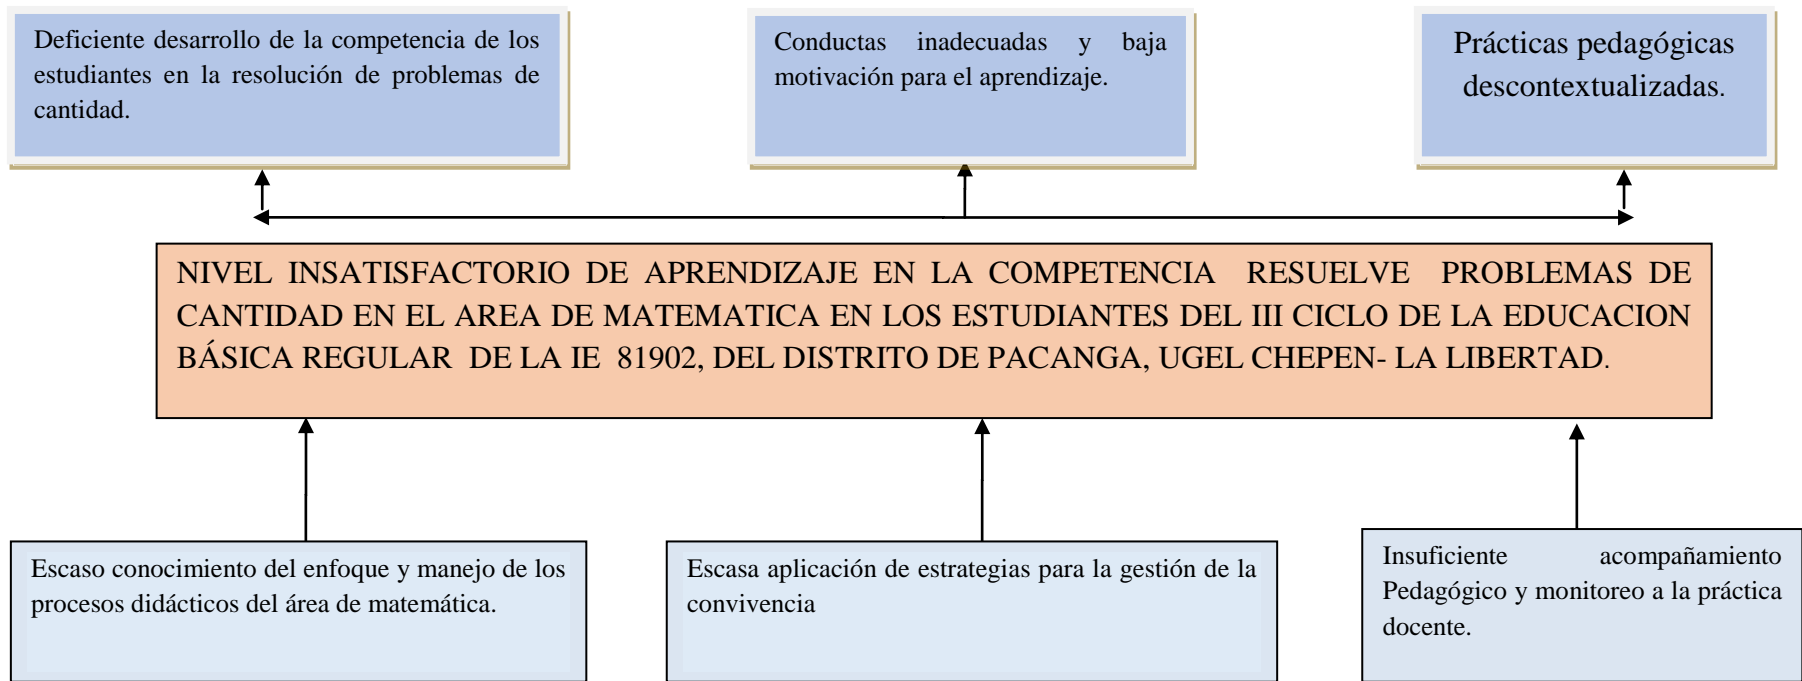 Deficiente desarrollo de la competencia de los
estudiantes en la resolución de problemas de
cantidad.
Conductas inadecuadas y baja
motivación para el aprendizaje.
Prácticas pedagógicas
descontextualizadas.
NIVEL INSATISFACTORIO DE APRENDIZAJE EN LA COMPETENCIA RESUELVE PROBLEMAS DE
CANTIDAD EN EL AREA DE MATEMATICA EN LOS ESTUDIANTES DEL III CICLO DE LA EDUCACION
BÁSICA REGULAR DE LA IE 81902, DEL DISTRITO DE PACANGA, UGEL CHEPEN- LA LIBERTAD.
Escaso conocimiento del enfoque y manejo de los
procesos didácticos del área de matemática.
Escasa aplicación de estrategias para la gestión de la
convivencia
Insuficiente acompañamiento
Pedagógico y monitoreo a la práctica
docente.